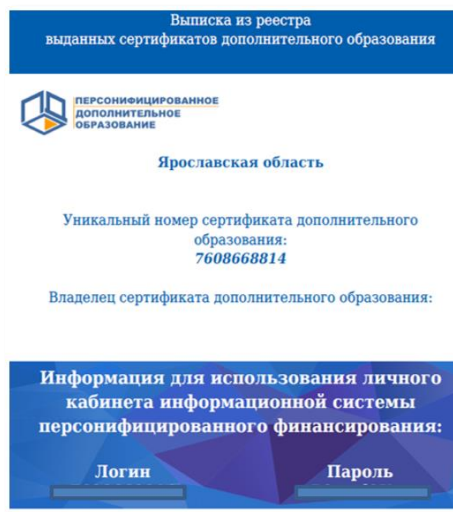 Выписка из реестра
выданных сертификатов дополнительного образования
ПЕРСОНИФИЦИРОВАННОЕ
ДОПОЛНИТЕЛЬНОЕ
ОБРАЗОВАНИЕ
Ярославская область
Уникальный номер сертификата дополнительного
образования:
7608668814
Владелец сертификата дополнительного образования:
Информация для использования личного
кабинета информационной системы
персонифицированного финансирования:
Логин Пароль